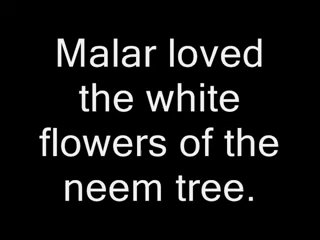 Malar loved
the white
flowers of the
neem tree.